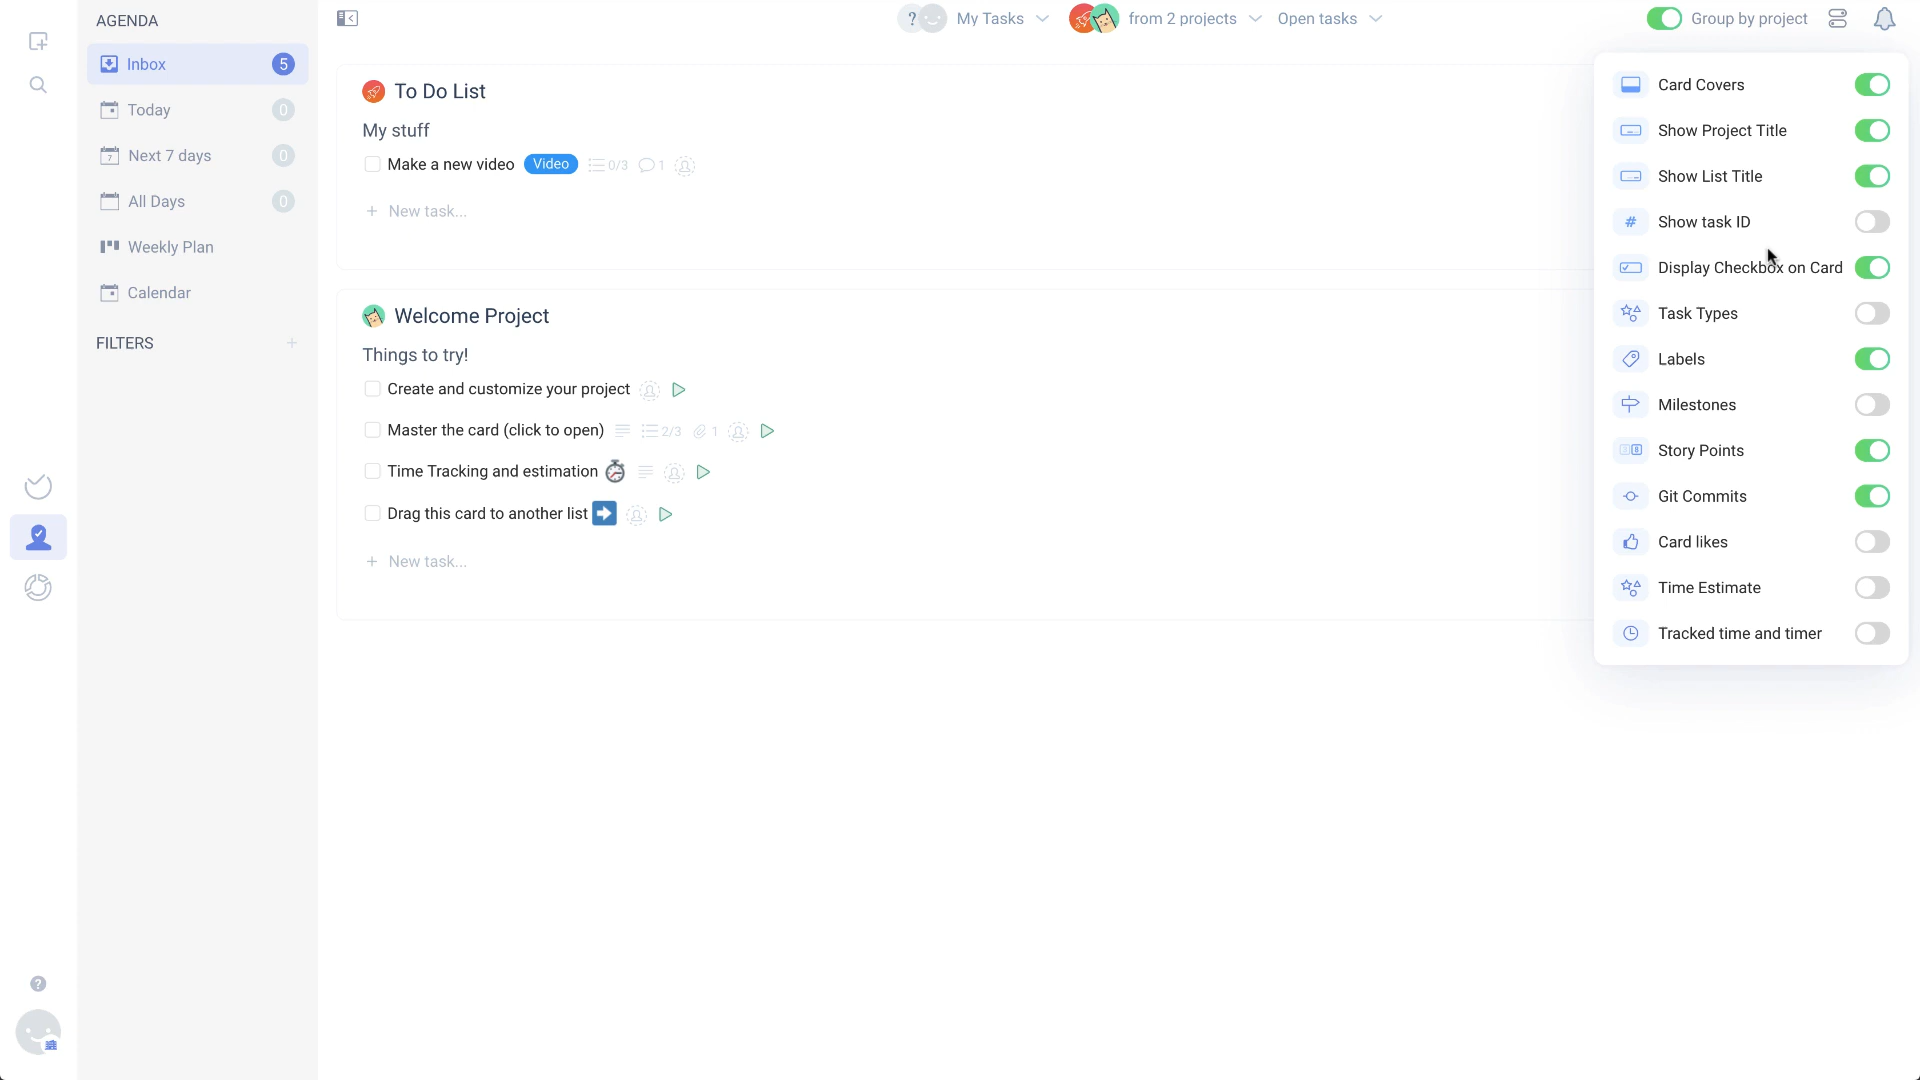 AGENDA
Inbox 5
Today 0
7 Next 7 days 0
All Days 0
Weekly Plan
Calendar
FILTERS +
? My Tasks from 2 projects Open tasks Group by project
To Do List
My stuff
Make a new video Video 0/3 1
+ New task...
Welcome Project
Things to try!
Create and customize your project
Master the card (click to open) 2/3 1
Time Tracking and estimation
Drag this card to another list
+ New task...
Card Covers
Show Project Title
Show List Title
# Show task ID
Display Checkbox on Card
Task Types
Labels
Milestones
Story Points
Git Commits
Card likes
Time Estimate
Tracked time and timer
?